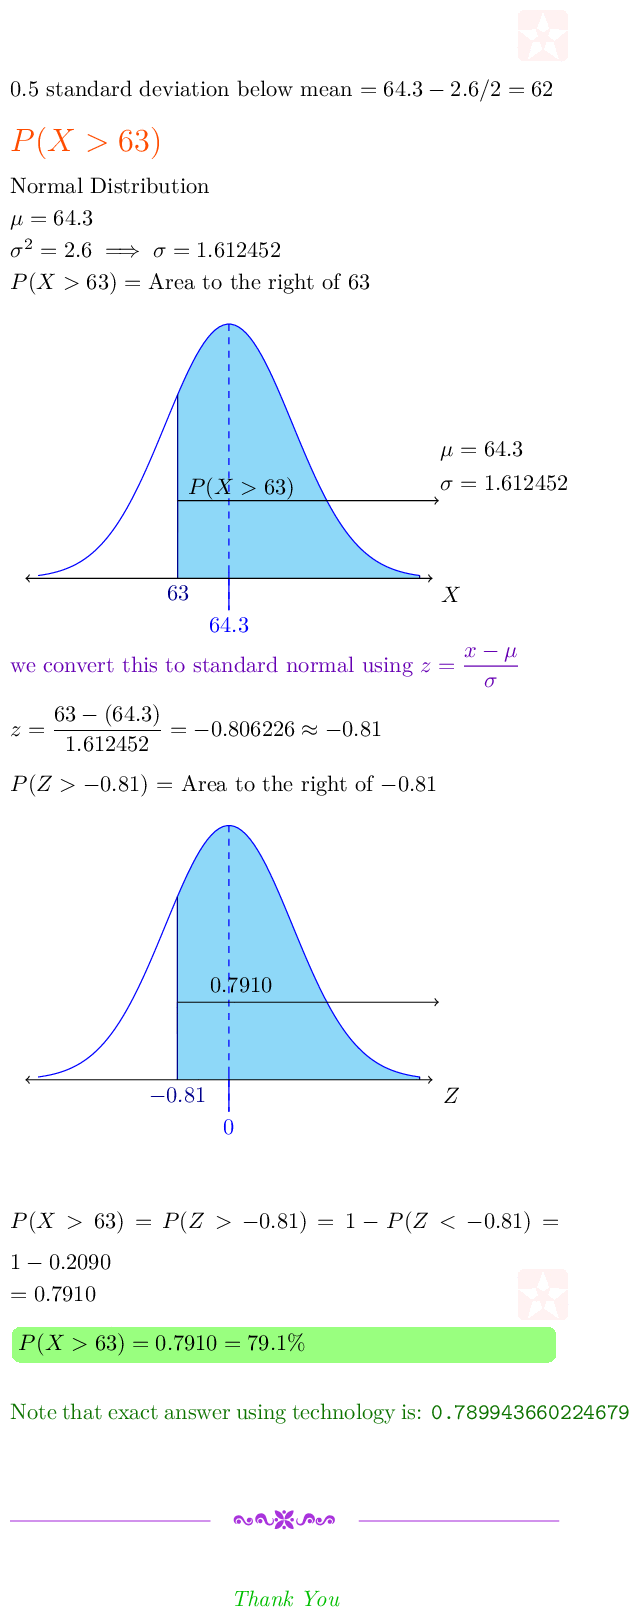 0.5 standard deviation below mean = 64.3 − 2.6/2 = 62
P(X > 63)
Normal Distribution
μ = 64.3
σ² = 2.6 ⟹ σ = 1.612452
P(X > 63) = Area to the right of 63
μ = 64.3
σ = 1.612452
P(X > 63)
63
X
64.3
we convert this to standard normal using z = (x − μ)/σ
z = (63 − (64.3))/1.612452 = −0.806226 ≈ −0.81
P(Z > −0.81) = Area to the right of −0.81
0.7910
−0.81
Z
0
P(X > 63) = P(Z > −0.81) = 1 − P(Z < −0.81) =
1 − 0.2090
= 0.7910
P(X > 63) = 0.7910 = 79.1%
Note that exact answer using technology is: 0.789943660224679
Thank You